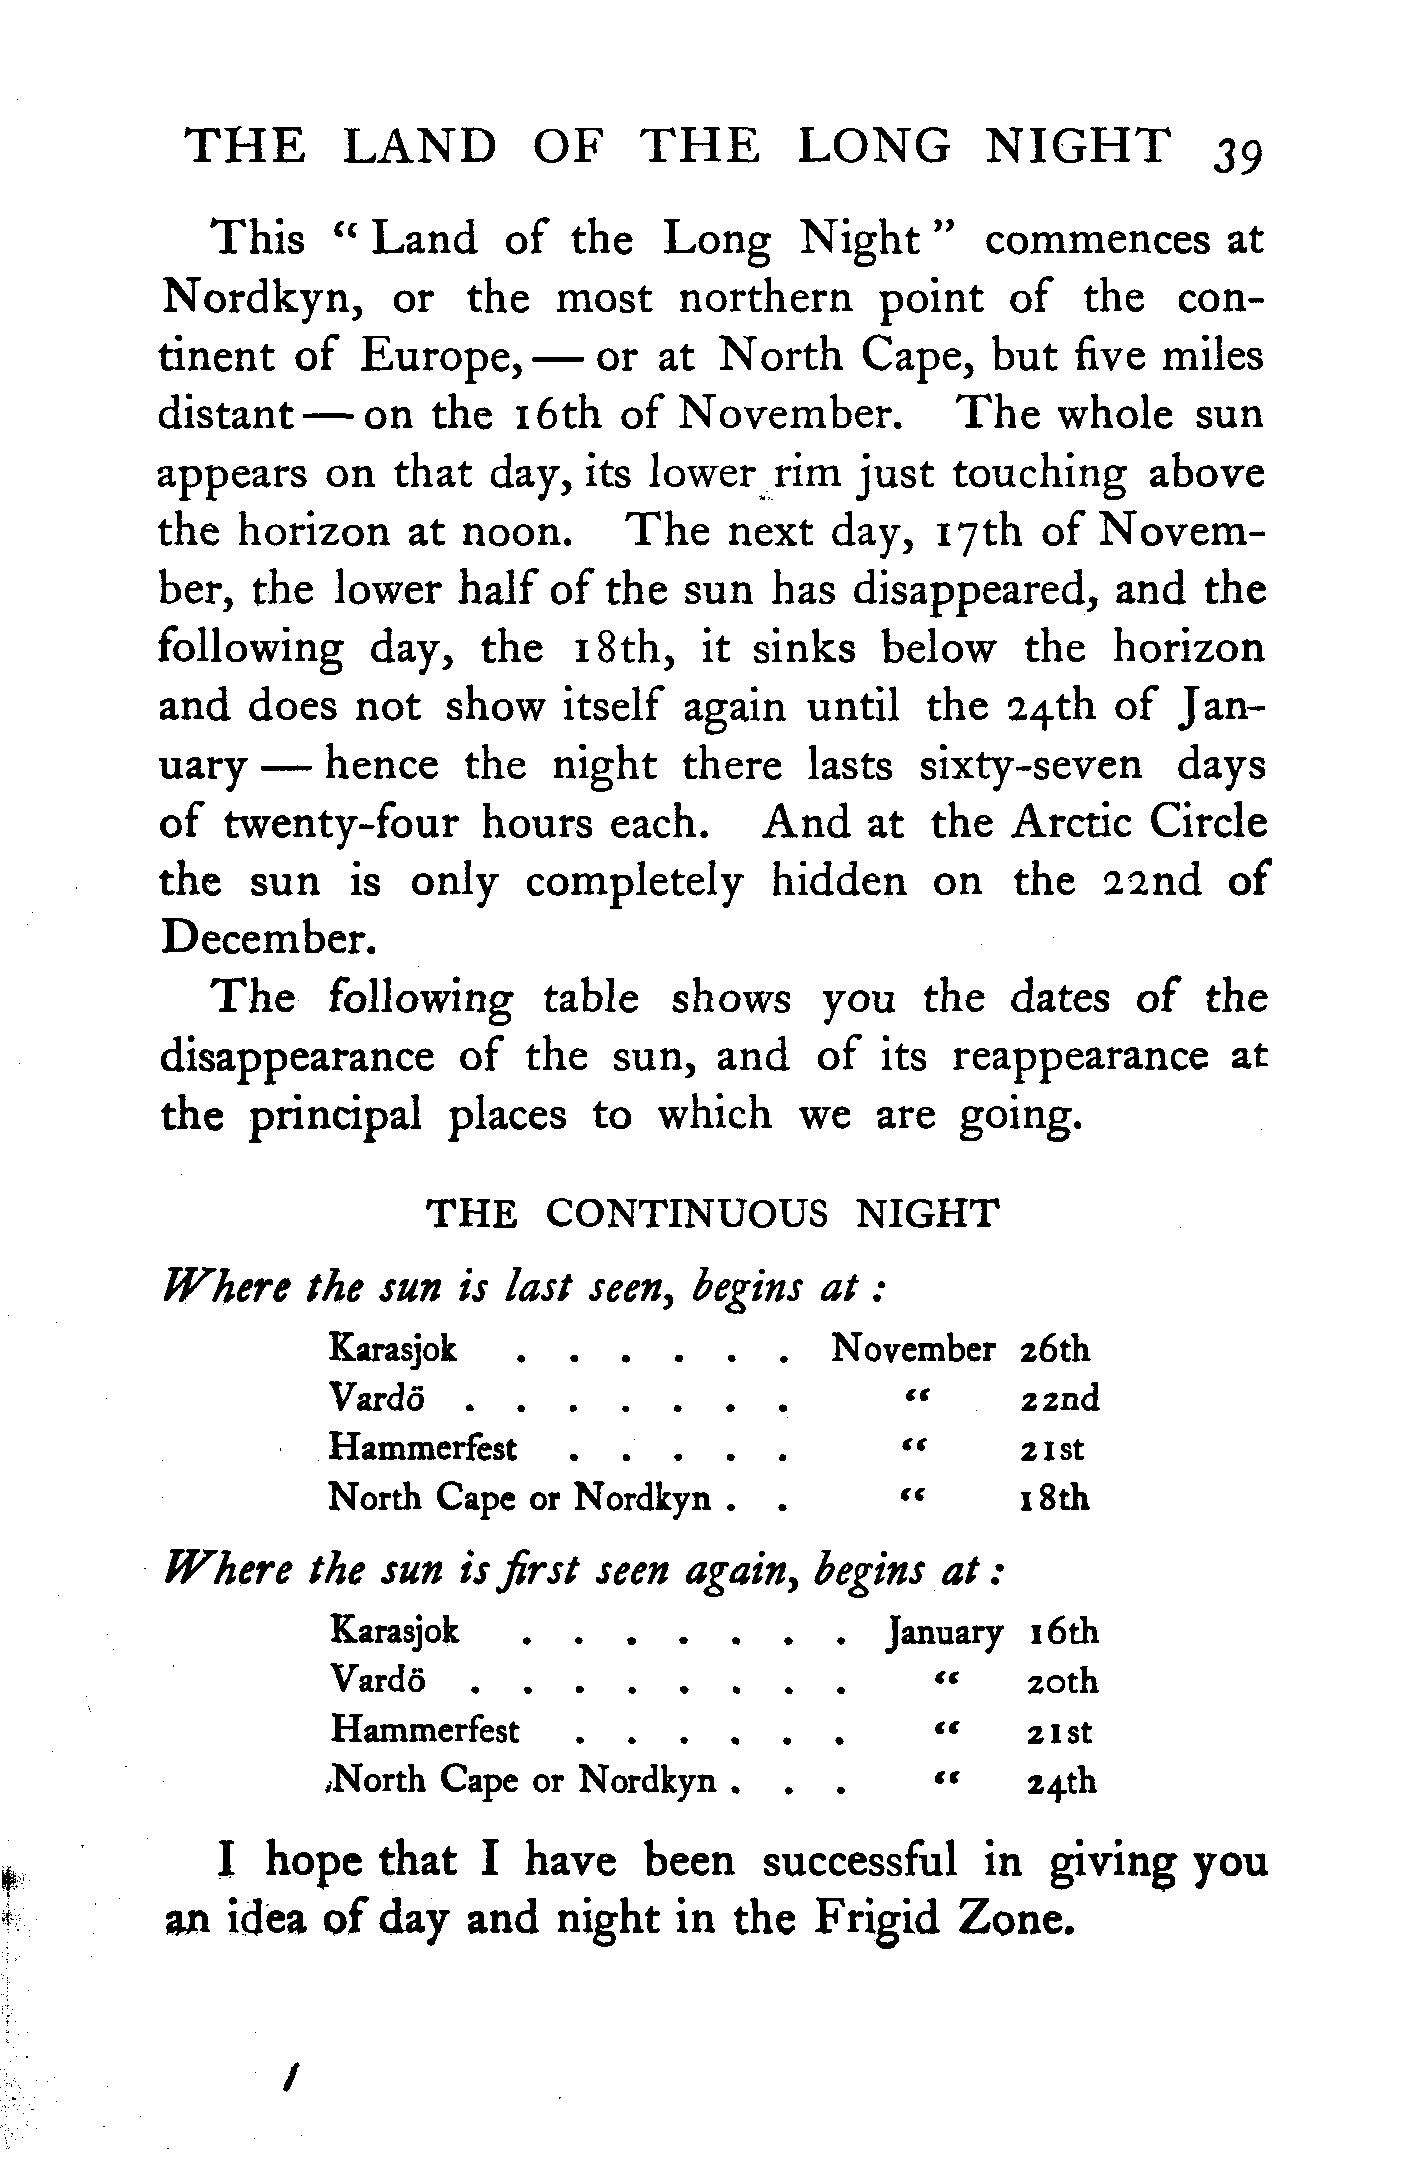 THE LAND OF THE LONG NIGHT 39
This “ Land of the Long Night ” commences at
Nordkyn, or the most northern point of the con-
tinent of Europe, — or at North Cape, but five miles
distant — on the 16th of November. The whole sun
appears on that day, its lower rim just touching above
the horizon at noon. The next day, 17th of Novem-
ber, the lower half of the sun has disappeared, and the
following day, the 18th, it sinks below the horizon
and does not show itself again until the 24th of Jan-
uary — hence the night there lasts sixty-seven days
of twenty-four hours each. And at the Arctic Circle
the sun is only completely hidden on the 22nd of
December.
The following table shows you the dates of the
disappearance of the sun, and of its reappearance at
the principal places to which we are going.
THE CONTINUOUS NIGHT
Where the sun is last seen, begins at :
Karasjok . . . . . . November 26th
Vardö . . . . . . . “ 22nd
Hammerfest . . . . . “ 21st
North Cape or Nordkyn . . “ 18th
Where the sun is first seen again, begins at :
Karasjok . . . . . . . January 16th
Vardö . . . . . . . . “ 20th
Hammerfest . . . . . . “ 21st
North Cape or Nordkyn . . . “ 24th
I hope that I have been successful in giving you
an idea of day and night in the Frigid Zone.